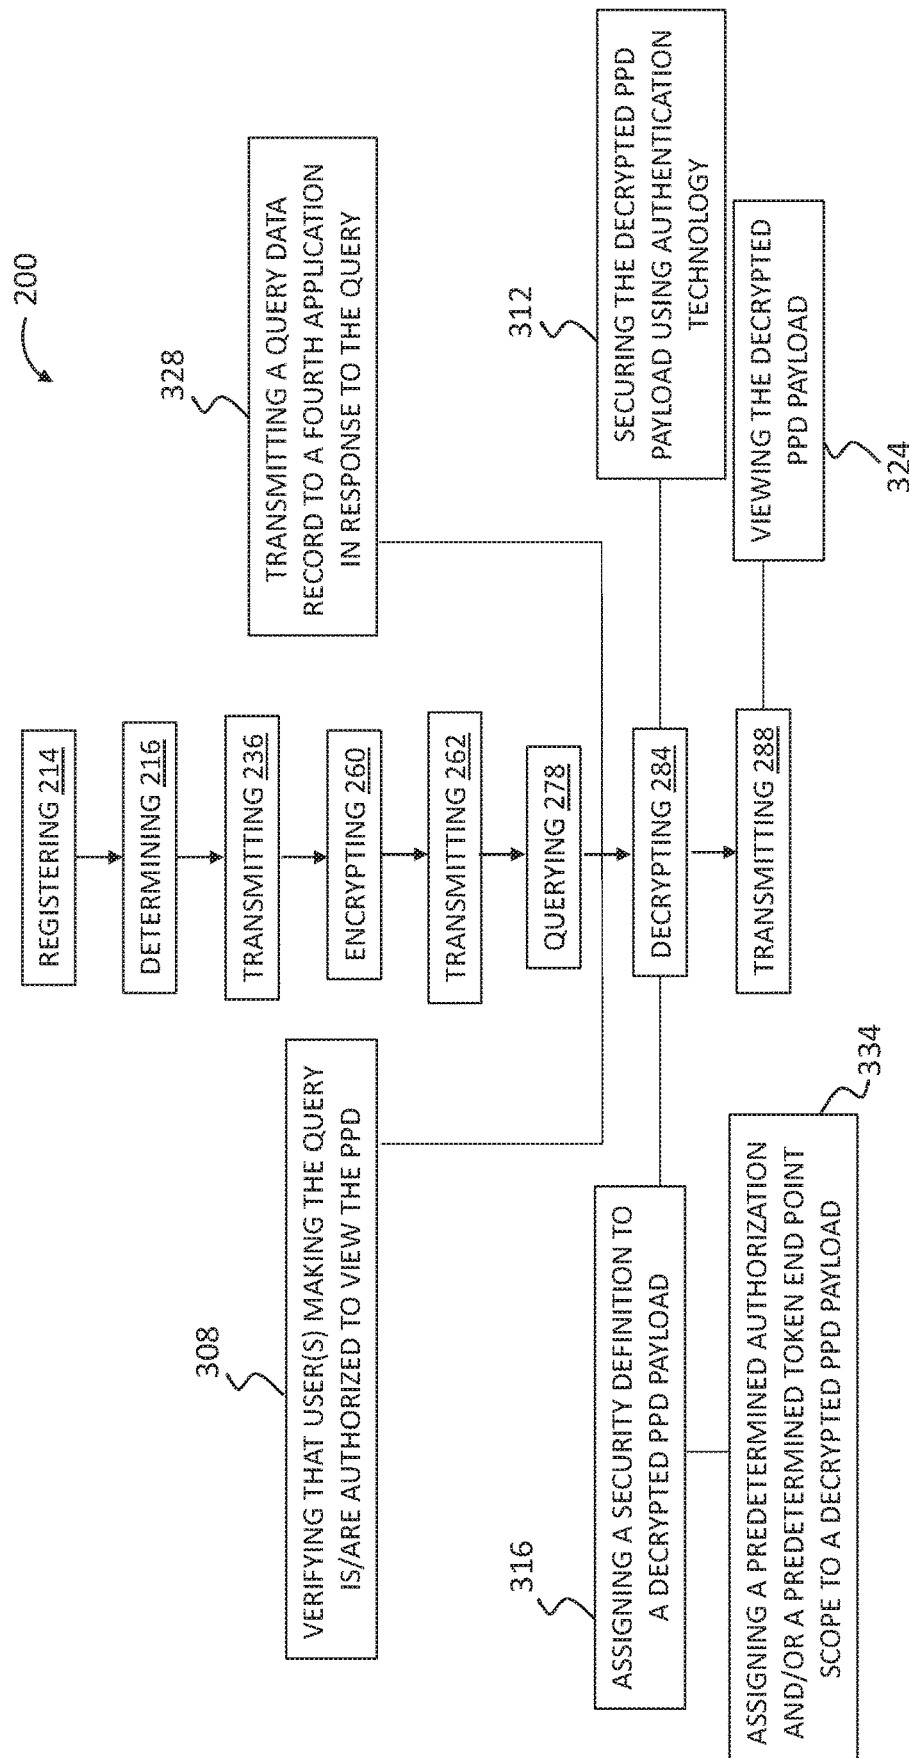 200
REGISTERING 214
DETERMINING 216
TRANSMITTING 236
ENCRYPTING 260
TRANSMITTING 262
QUERYING 278
DECRYPTING 284
TRANSMITTING 288
308
VERIFYING THAT USER(S) MAKING THE QUERY
IS/ARE AUTHORIZED TO VIEW THE PPD
328
TRANSMITTING A QUERY DATA
RECORD TO A FOURTH APPLICATION
IN RESPONSE TO THE QUERY
316
ASSIGNING A SECURITY DEFINITION TO
A DECRYPTED PPD PAYLOAD
312
SECURING THE DECRYPTED PPD
PAYLOAD USING AUTHENTICATION
TECHNOLOGY
334
ASSIGNING A PREDETERMINED AUTHORIZATION
AND/OR A PREDETERMINED TOKEN END POINT
SCOPE TO A DECRYPTED PPD PAYLOAD
VIEWING THE DECRYPTED
PPD PAYLOAD
324